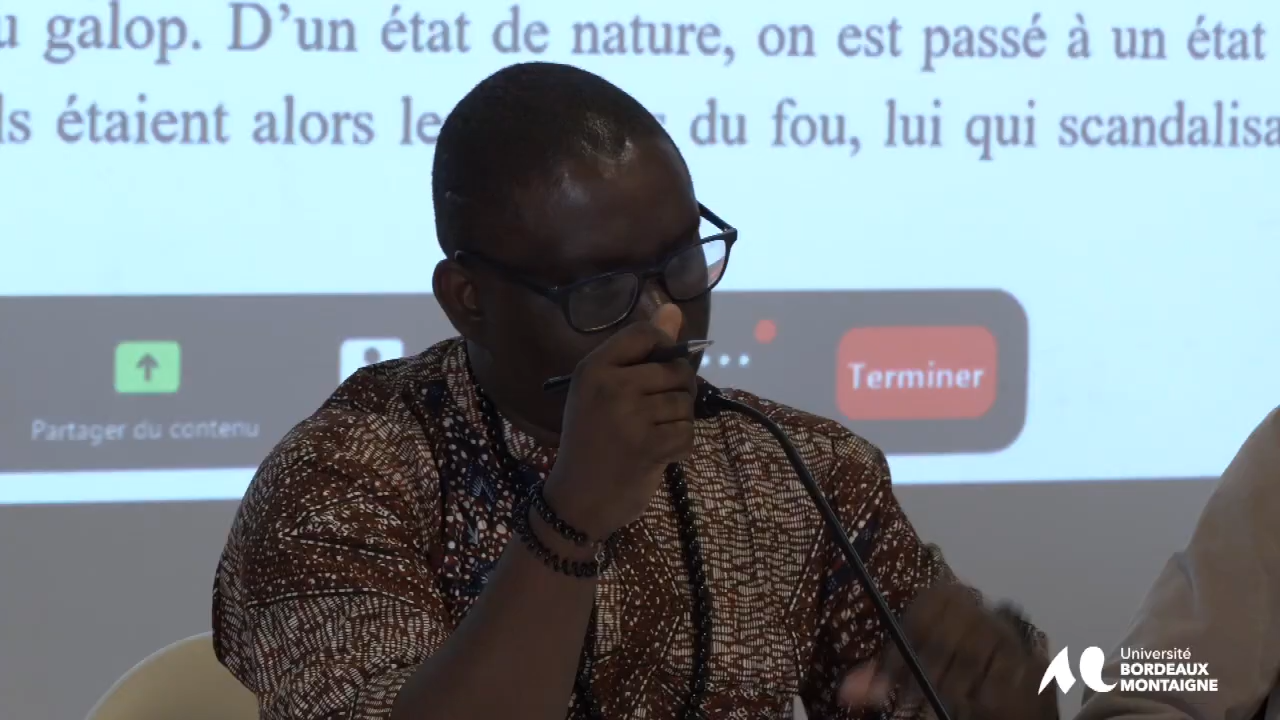 u galop. D'un état de nature, on est passé à un état
ls étaient alors le du fou, lui qui scandalisa
Partager du contenu
Terminer
Université
BORDEAUX
MONTAIGNE